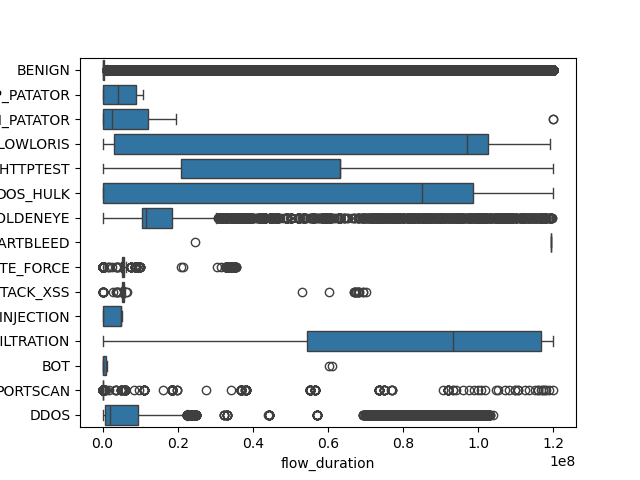 BENIGN
P_PATATOR
H_PATATOR
LOWLORIS
HTTPTEST
DOS_HULK
OLDENEYE
ARTBLEED
TE_FORCE
TACK_XSS
INJECTION
ILTRATION
BOT
PORTSCAN
DDOS
0.0 0.2 0.4 0.6 0.8 1.0 1.2
1e8
flow_duration